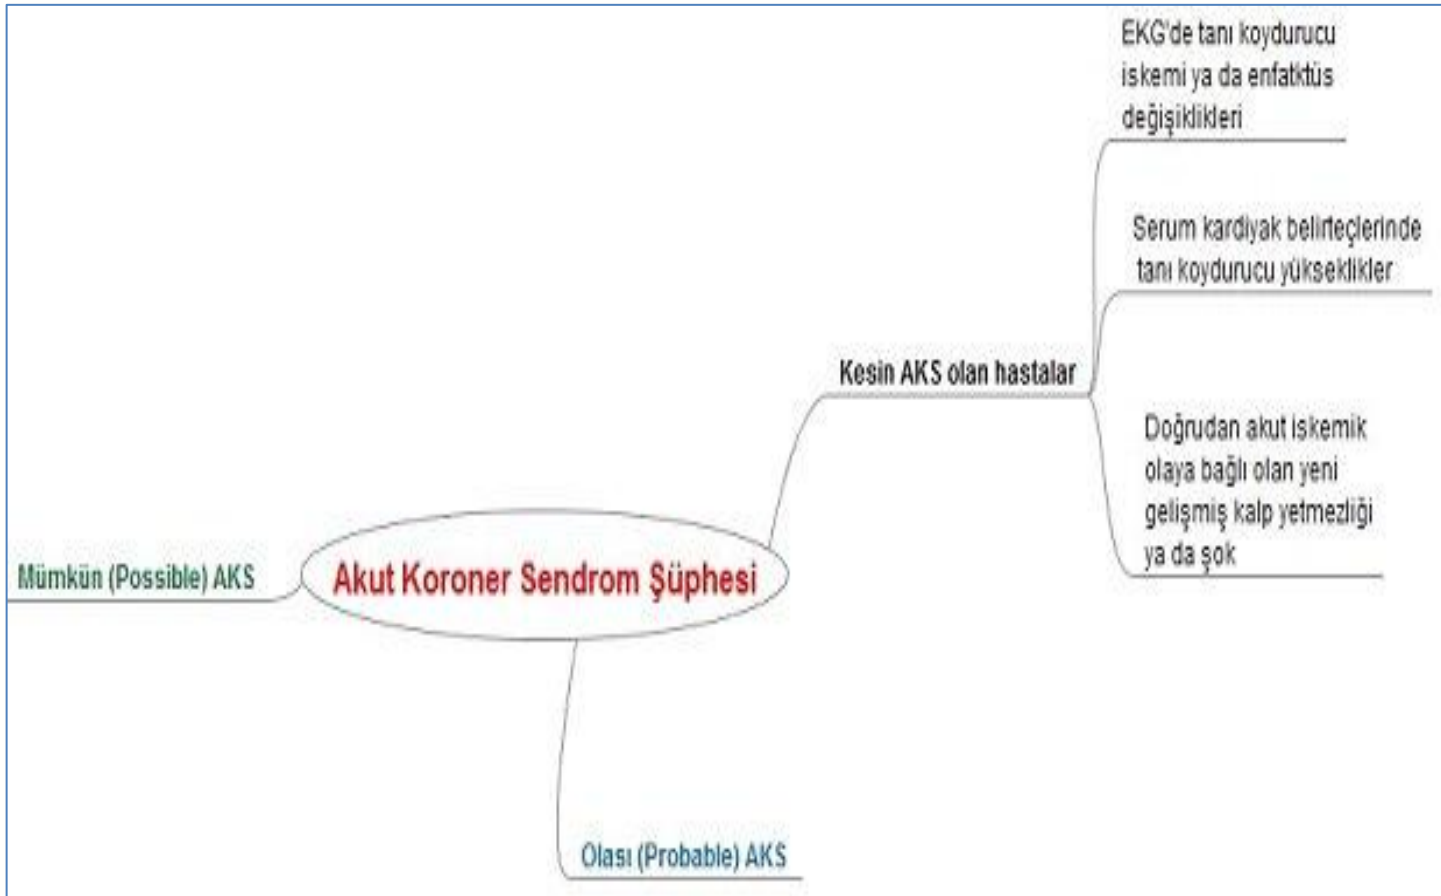 EKG'de tanı koydurucu
iskemi ya da enfatktüs
değişiklikleri
Serum kardiyak belirteçlerinde
tanı koydurucu yükseklikler
Kesin AKS olan hastalar
Doğrudan akut iskemik
olaya bağlı olan yeni
gelişmiş kalp yetmezliği
ya da şok
Mümkün (Possible) AKS
Akut Koroner Sendrom Şüphesi
Olası (Probable) AKS